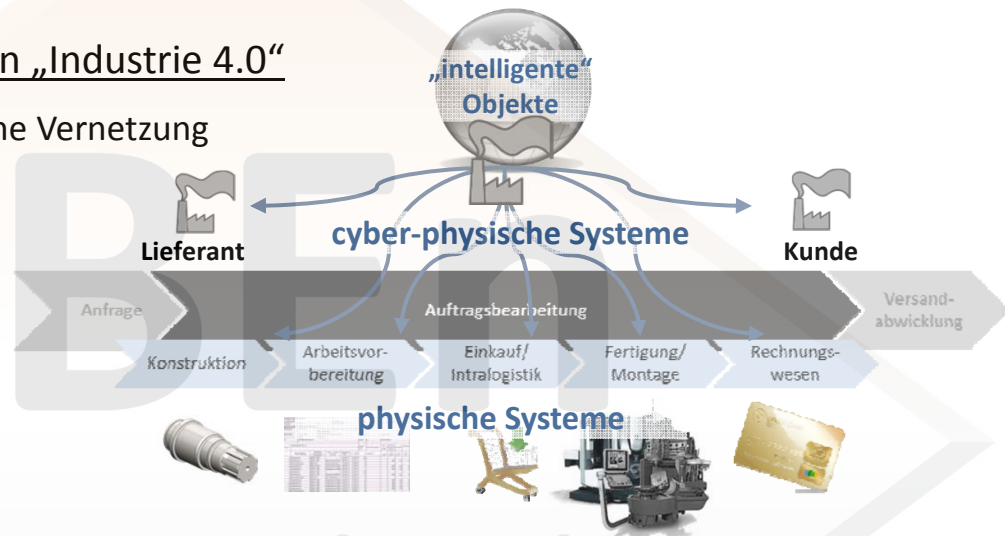 n „Industrie 4.0“
ne Vernetzung
„intelligente“
Objekte
Lieferant
cyber-physische Systeme
Kunde
Anfrage
Auftragsbearbeitung
Versand-
abwicklung
Konstruktion
Arbeitsvor-
bereitung
Einkauf/
Intralogistik
Fertigung/
Montage
Rechnungs-
wesen
physische Systeme
BEn